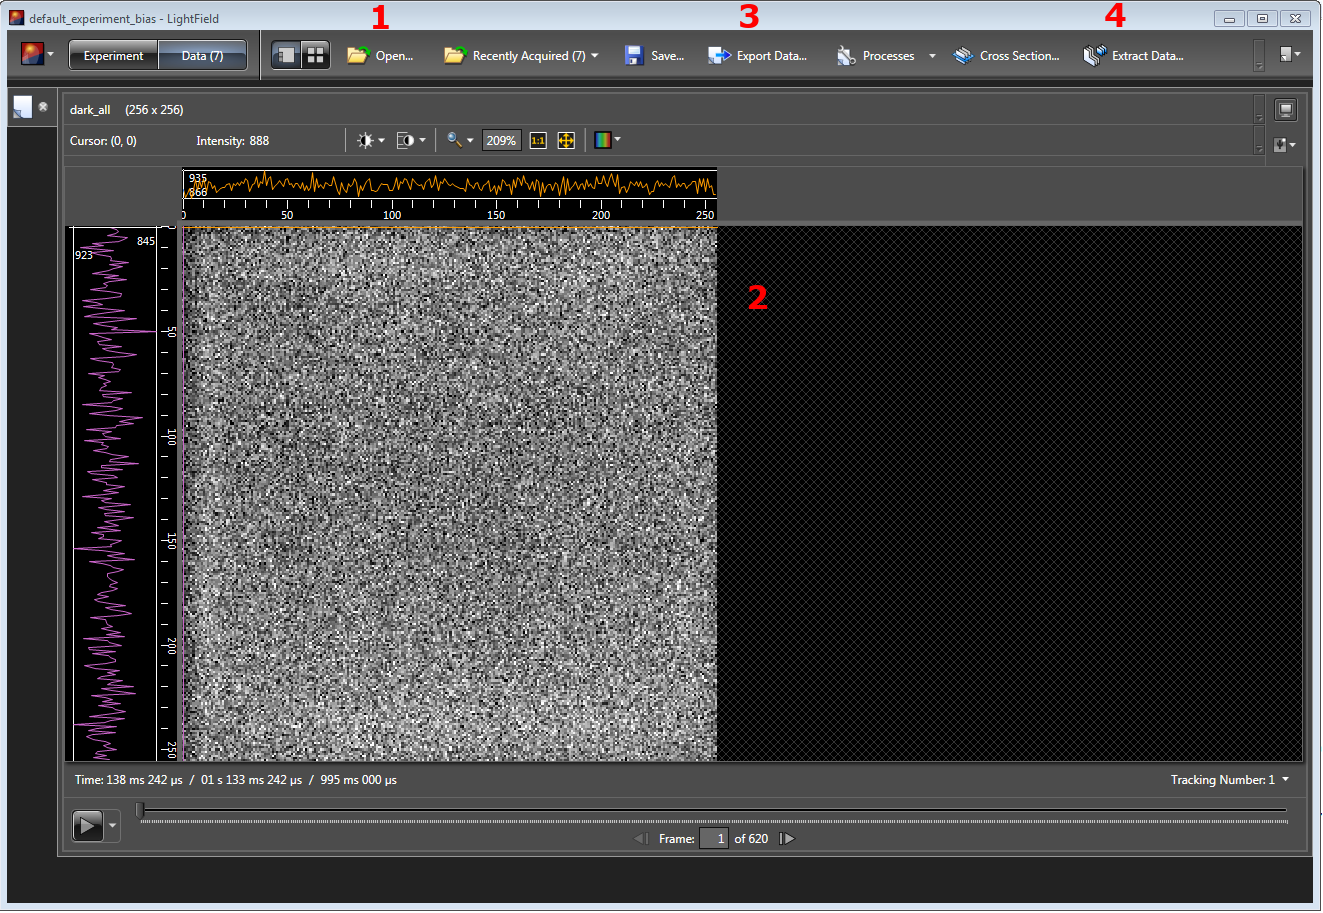 1 3 4
default_experiment_bias - LightField
Experiment Data (7) Open... Recently Acquired (7) Save... Export Data... Processes Cross Section... Extract Data...
dark_all (256 x 256)
Cursor: (0, 0) Intensity: 888 209% 1:1
935
866
0 50 100 150 200 250
845
923
0
50
100
150
200
250
2
Time: 138 ms 242 µs / 01 s 133 ms 242 µs / 995 ms 000 µs Tracking Number: 1
Frame: 1 of 620